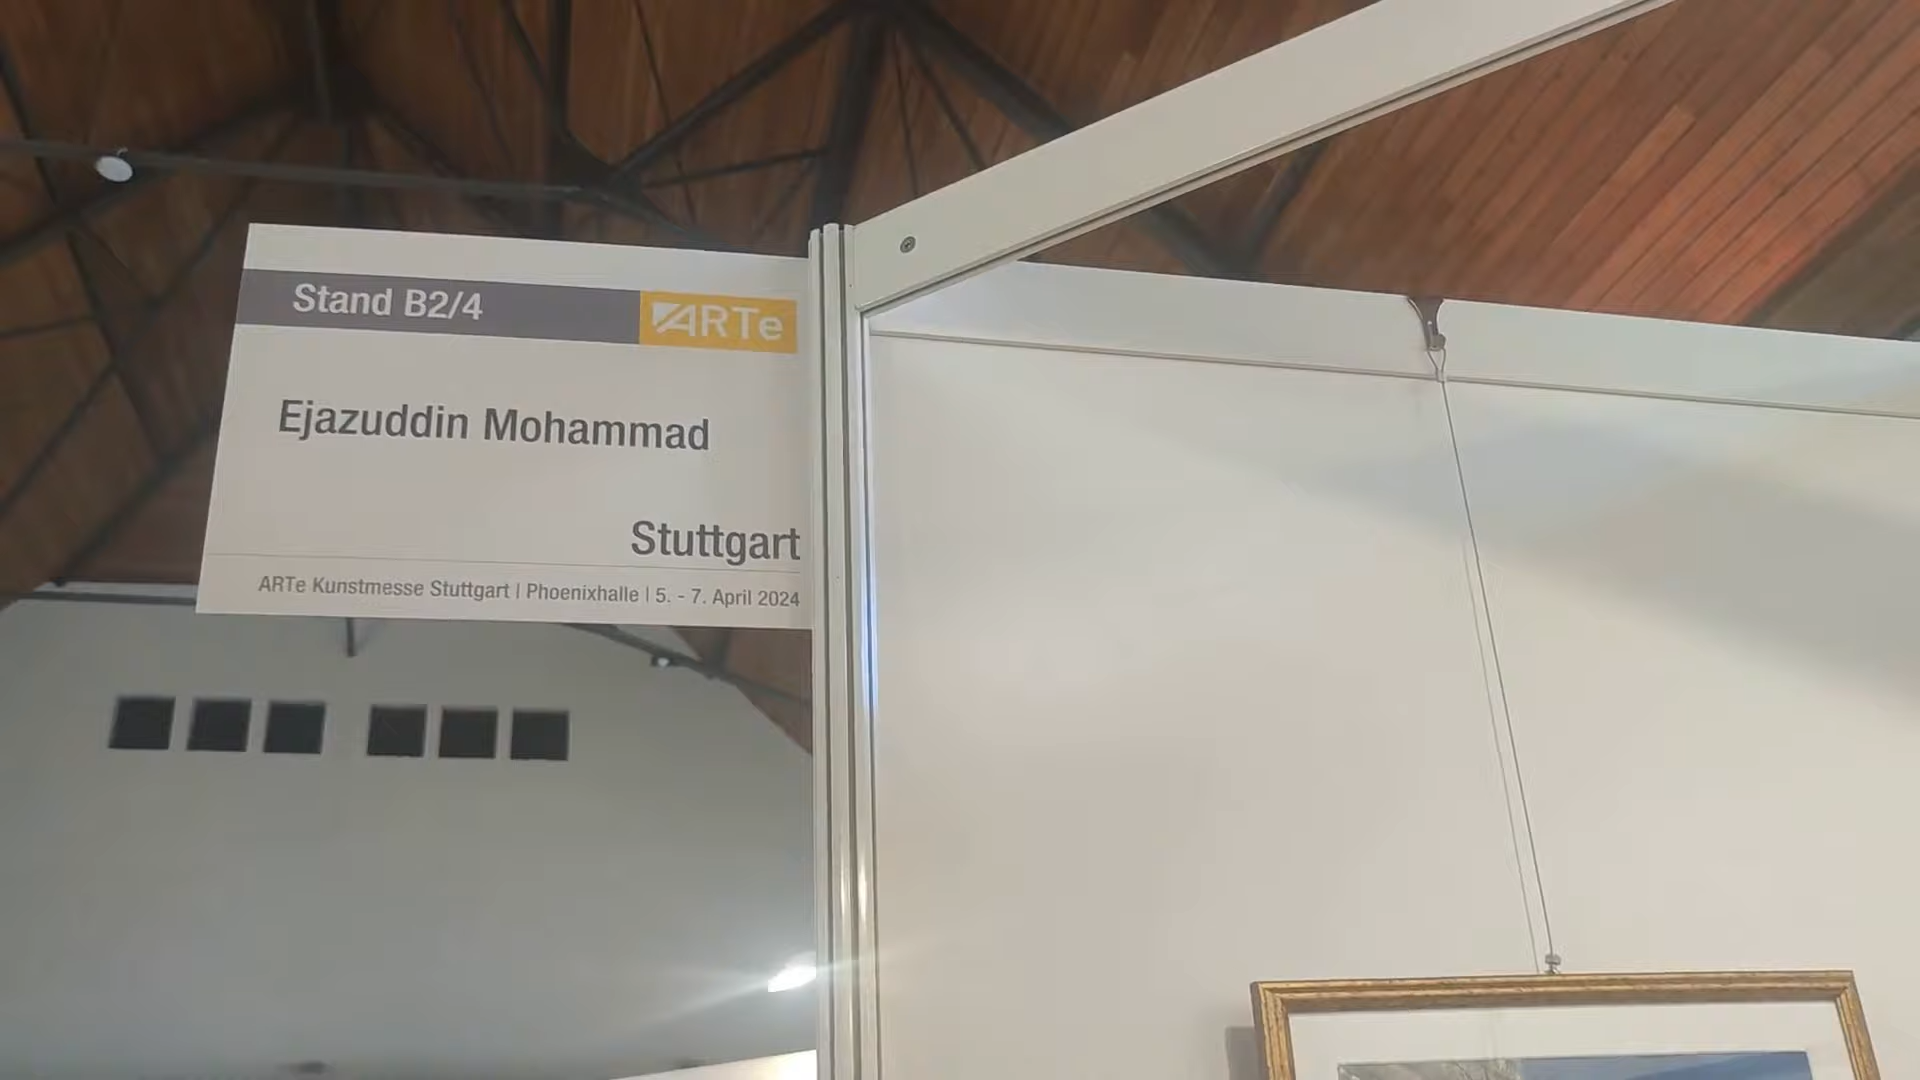 Stand B2/4
ARTe
Ejazuddin Mohammad
Stuttgart
ARTe Kunstmesse Stuttgart | Phoenixhalle | 5. - 7. April 2024